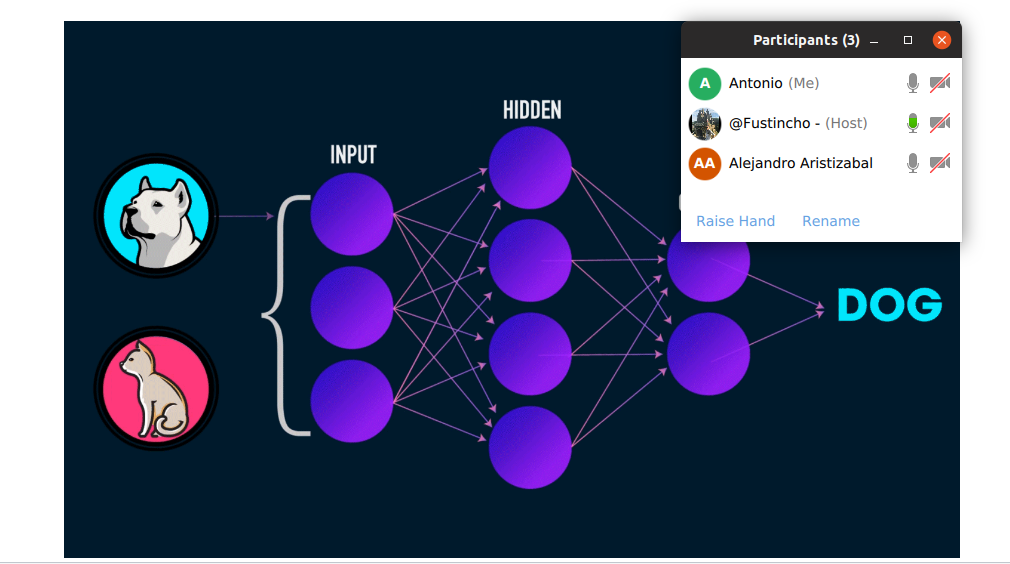 Participants (3)
A Antonio (Me)
@Fustincho - (Host)
AA Alejandro Aristizabal
Raise Hand Rename
HIDDEN
INPUT
DOG